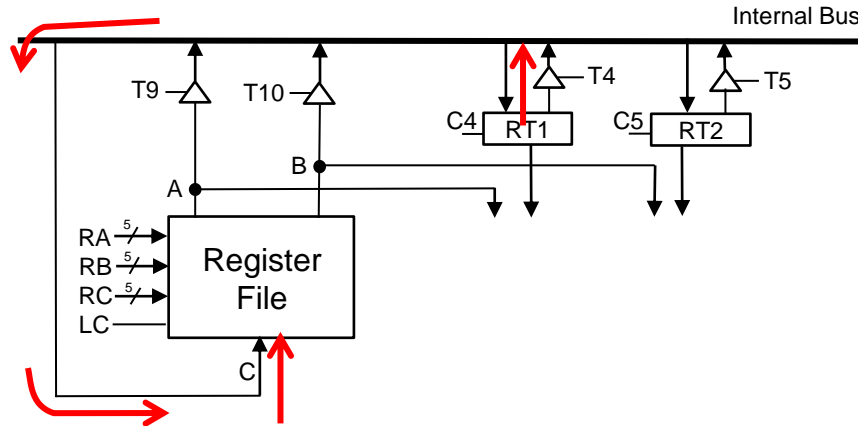 Internal Bus
T9
T10
T4
T5
C4
RT1
C5
RT2
B
A
RA
5
RB
5
RC
5
LC
Register
File
C